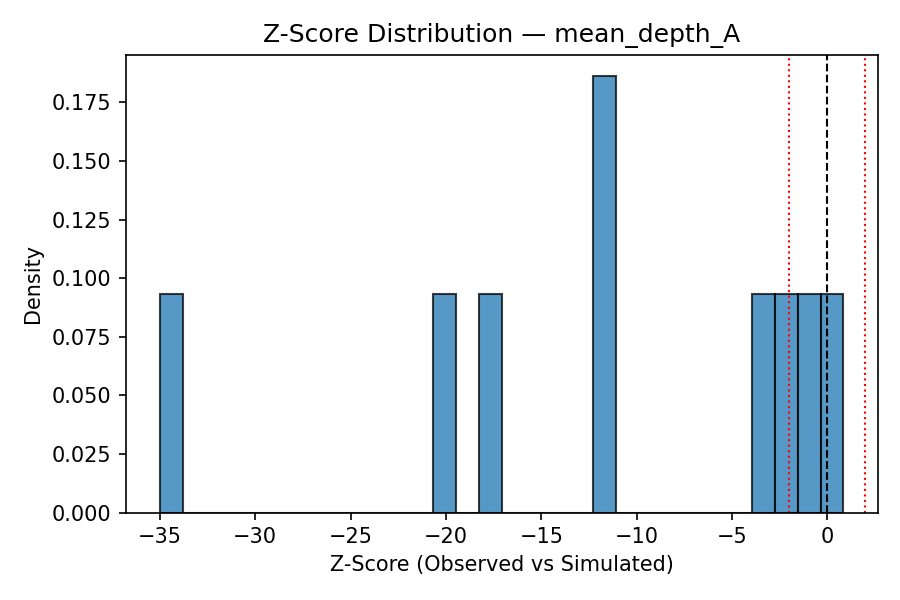 Z-Score Distribution — mean_depth_A
Density
0.175
0.150
0.125
0.100
0.075
0.050
0.025
0.000
−35 −30 −25 −20 −15 −10 −5 0
Z-Score (Observed vs Simulated)